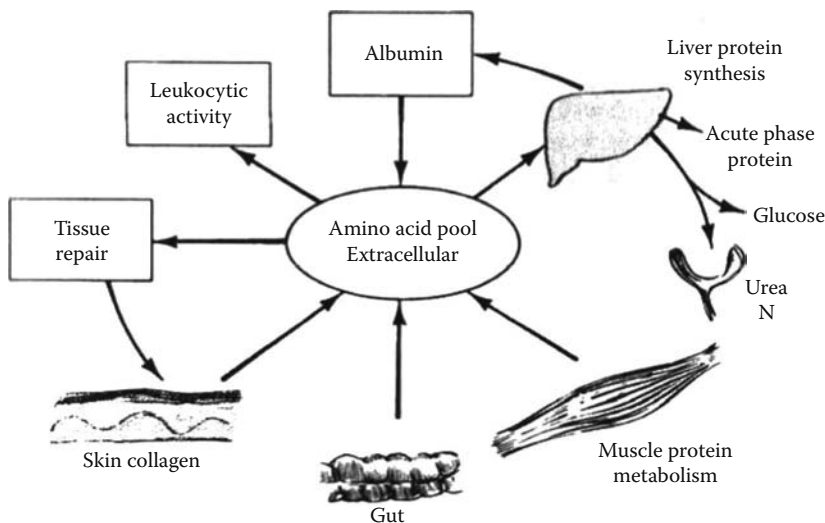 Albumin
Liver protein
synthesis
Leukocytic
activity
Acute phase
protein
Amino acid pool
Extracellular
Glucose
Tissue
repair
Urea
N
Skin collagen
Muscle protein
metabolism
Gut